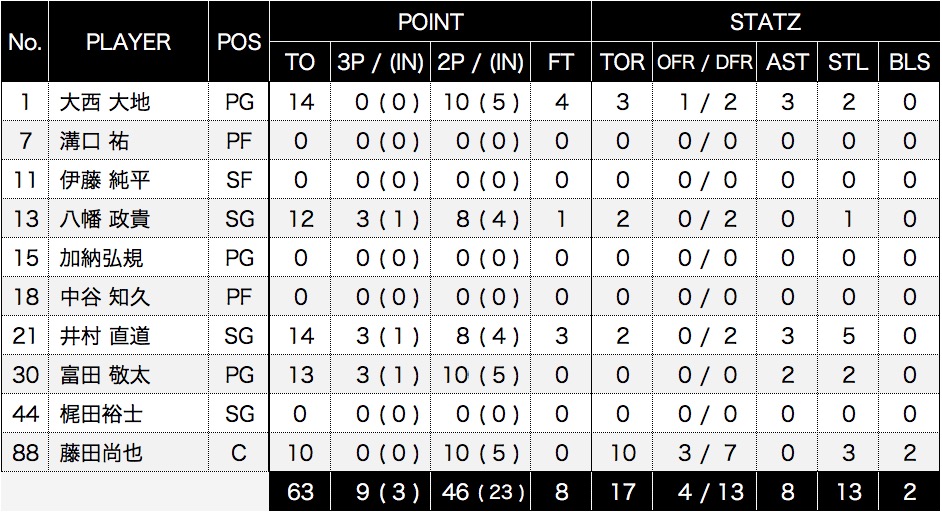 No. PLAYER POS POINT STATZ
TO 3P / (IN) 2P / (IN) FT TOR OFR / DFR AST STL BLS
1 大西 大地 PG 14 0 ( 0 ) 10 ( 5 ) 4 3 1 / 2 3 2 0
7 溝口 祐 PF 0 0 ( 0 ) 0 ( 0 ) 0 0 0 / 0 0 0 0
11 伊藤 純平 SF 0 0 ( 0 ) 0 ( 0 ) 0 0 0 / 0 0 0 0
13 八幡 政貴 SG 12 3 ( 1 ) 8 ( 4 ) 1 2 0 / 2 0 1 0
15 加納弘規 PG 0 0 ( 0 ) 0 ( 0 ) 0 0 0 / 0 0 0 0
18 中谷 知久 PF 0 0 ( 0 ) 0 ( 0 ) 0 0 0 / 0 0 0 0
21 井村 直道 SG 14 3 ( 1 ) 8 ( 4 ) 3 2 0 / 2 3 5 0
30 富田 敬太 PG 13 3 ( 1 ) 10 ( 5 ) 0 0 0 / 0 2 2 0
44 梶田裕士 SG 0 0 ( 0 ) 0 ( 0 ) 0 0 0 / 0 0 0 0
88 藤田尚也 C 10 0 ( 0 ) 10 ( 5 ) 0 10 3 / 7 0 3 2
63 9 ( 3 ) 46 ( 23 ) 8 17 4 / 13 8 13 2